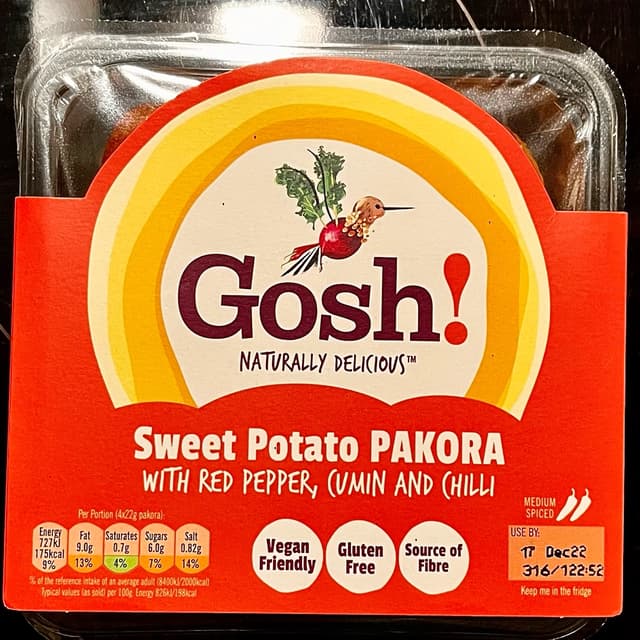 Gosh!
NATURALLY DELICIOUS™
Sweet Potato PAKORA
WITH RED PEPPER, CUMIN AND CHILLI
MEDIUM
SPICED
Per Portion (4x22g pakora):
Energy
727kJ
175kcal
9%
Fat
9.0g
13%
Saturates
0.7g
4%
Sugars
6.0g
7%
Salt
0.82g
14%
% of the reference intake of an average adult (8400kJ/2000kcal)
Typical values (as sold) per 100g: Energy 826kJ/198kcal
Vegan
Friendly
Gluten
Free
Source of
Fibre
USE BY:
17 Dec22
316/122:52
Keep me in the fridge